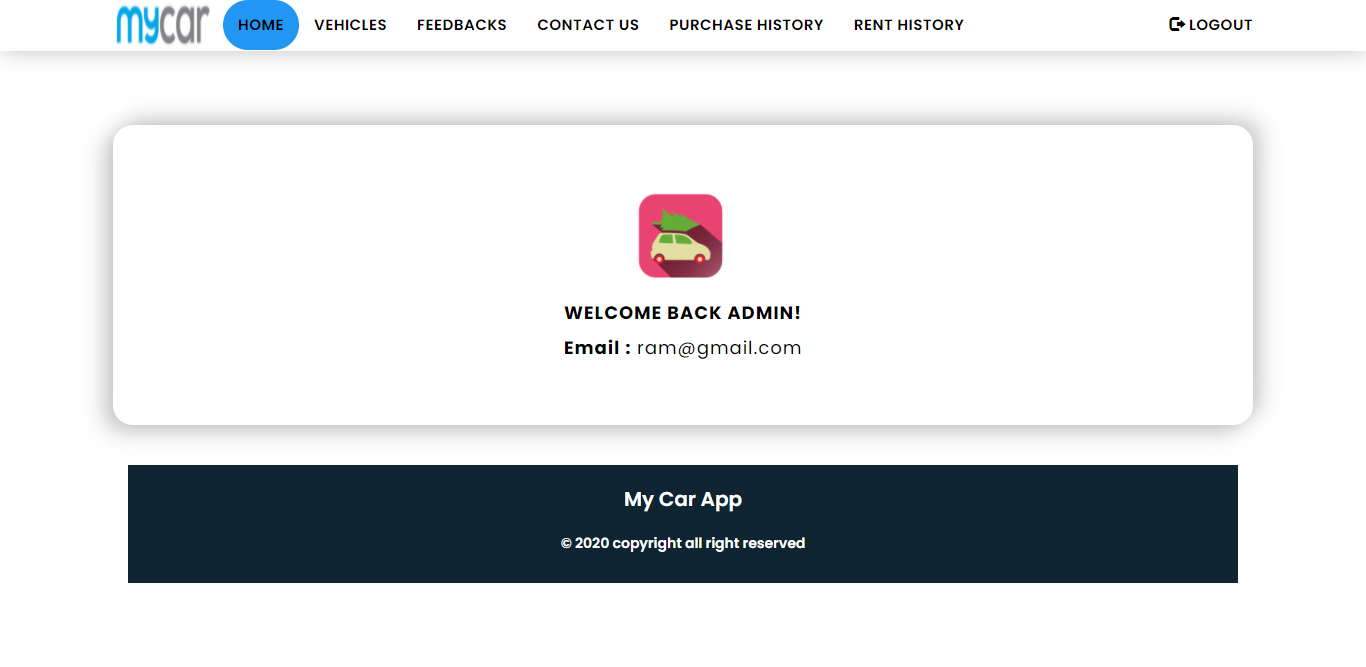 mycar HOME VEHICLES FEEDBACKS CONTACT US PURCHASE HISTORY RENT HISTORY LOGOUT
WELCOME BACK ADMIN!
Email : ram@gmail.com
My Car App
© 2020 copyright all right reserved